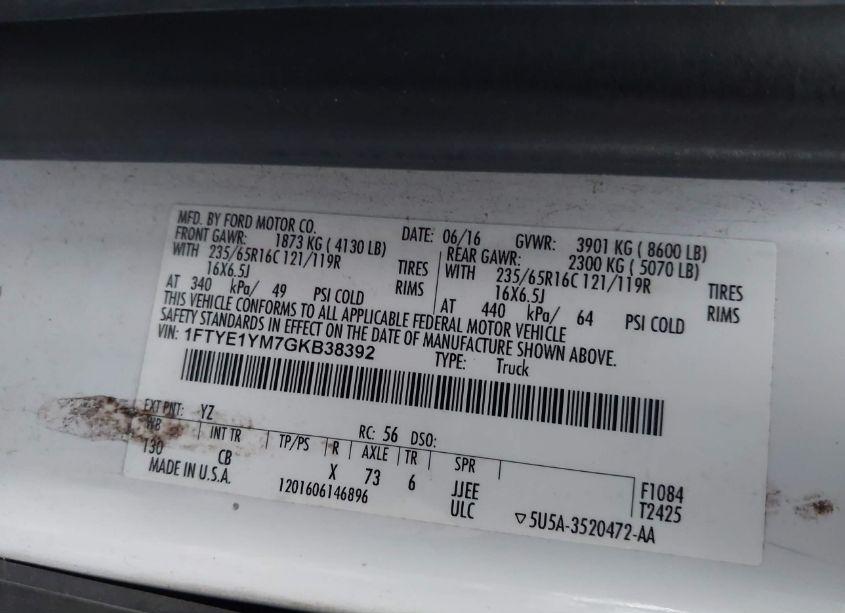 MFD. BY FORD MOTOR CO. DATE: 06/16 GVWR: 3901 KG ( 8600 LB)
FRONT GAWR: 1873 KG ( 4130 LB) REAR GAWR: 2300 KG ( 5070 LB)
WITH 235/65R16C 121/119R TIRES WITH 235/65R16C 121/119R TIRES
16X6.5J RIMS 16X6.5J RIMS
AT 340 kPa/ 49 PSI COLD AT 440 kPa/ 64 PSI COLD
THIS VEHICLE CONFORMS TO ALL APPLICABLE FEDERAL MOTOR VEHICLE
SAFETY STANDARDS IN EFFECT ON THE DATE OF MANUFACTURE SHOWN ABOVE.
VIN: 1FTYE1YM7GKB38392 TYPE: Truck
EXT PNT: YZ RC: 56 DSO:
WB INT TR TP/PS R AXLE TR SPR
130 CB X 73 6 JJEE F1084
MADE IN U.S.A. 1201606146896 ULC T2425
▽5U5A-3520472-AA